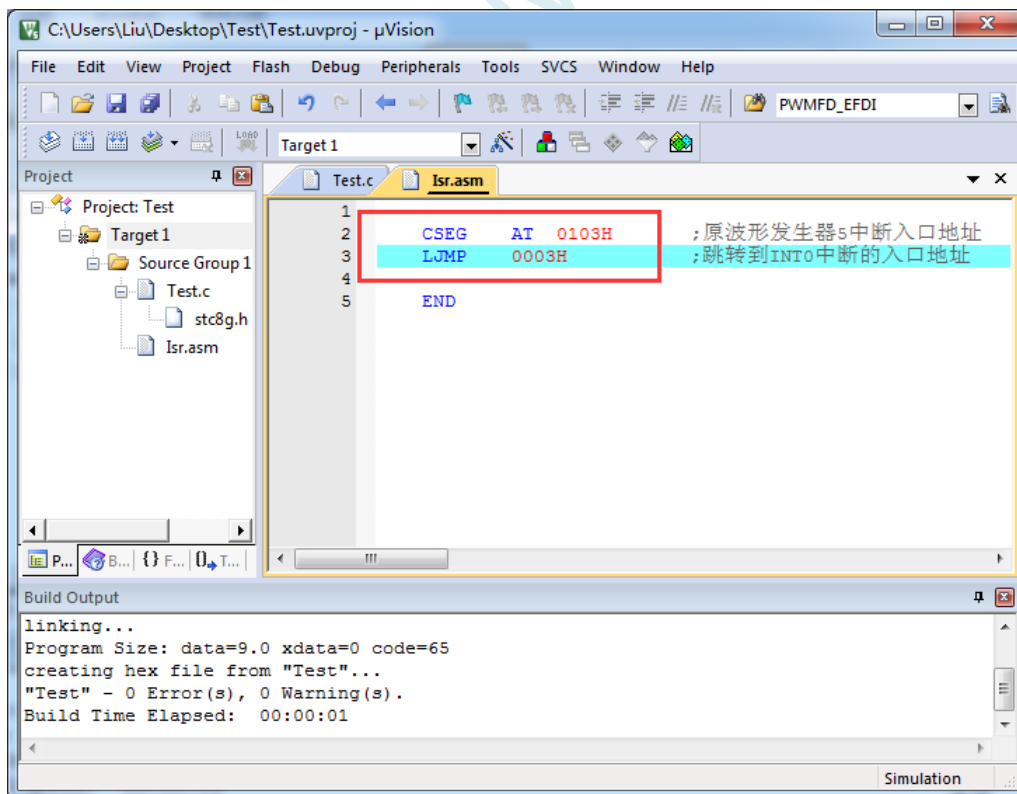 C:\Users\Liu\Desktop\Test\Test.uvproj - µVision
File Edit View Project Flash Debug Peripherals Tools SVCS Window Help
PWMFD_EFDI
LOAD Target 1
Project
Test.c Isr.asm
Project: Test
Target 1
Source Group 1
Test.c
stc8g.h
Isr.asm
1
2 CSEG AT 0103H ;原波形发生器5中断入口地址
3 LJMP 0003H ;跳转到INT0中断的入口地址
4
5 END
P... B... {} F... 0 T...
Build Output
linking...
Program Size: data=9.0 xdata=0 code=65
creating hex file from "Test"...
"Test" - 0 Error(s), 0 Warning(s).
Build Time Elapsed: 00:00:01
Simulation